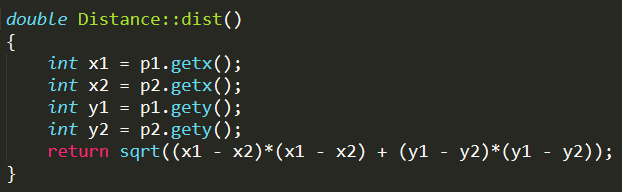 double Distance::dist()
{
    int x1 = p1.getx();
    int x2 = p2.getx();
    int y1 = p1.gety();
    int y2 = p2.gety();
    return sqrt((x1 - x2)*(x1 - x2) + (y1 - y2)*(y1 - y2));
}